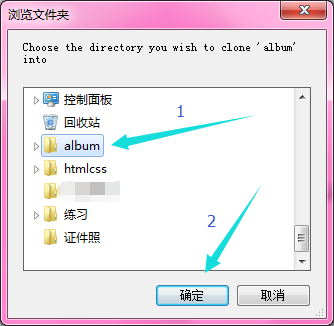 浏览文件夹
Choose the directory you wish to clone 'album'
into
控制面板
回收站
1
album
htmlcss
练习
2
证件照
确定
取消